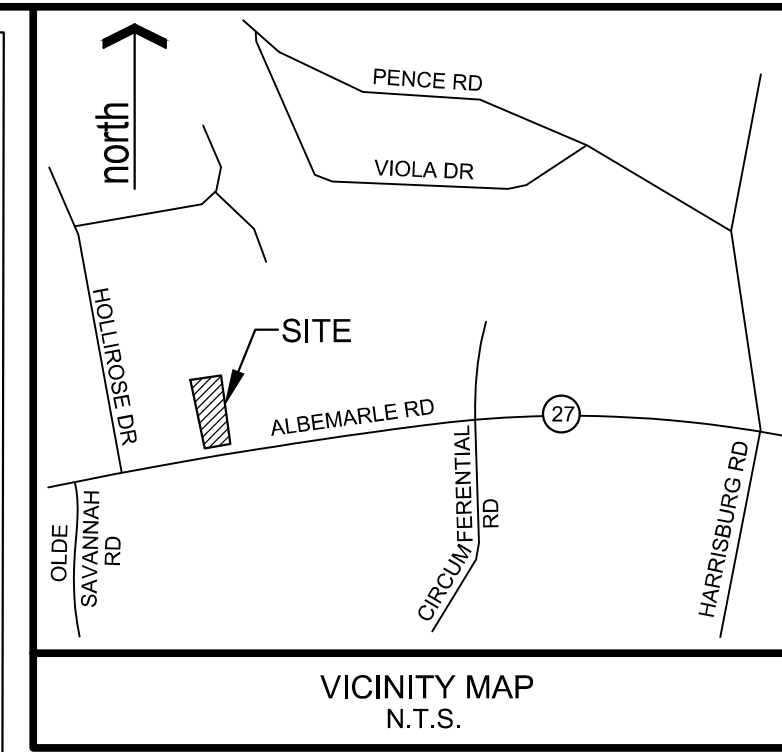 north
PENCE RD
VIOLA DR
HOLLIROSE DR
SITE
ALBEMARLE RD
27
OLDE
SAVANNAH
RD
CIRCUMFERENTIAL
RD
HARRISBURG RD
VICINITY MAP
N.T.S.